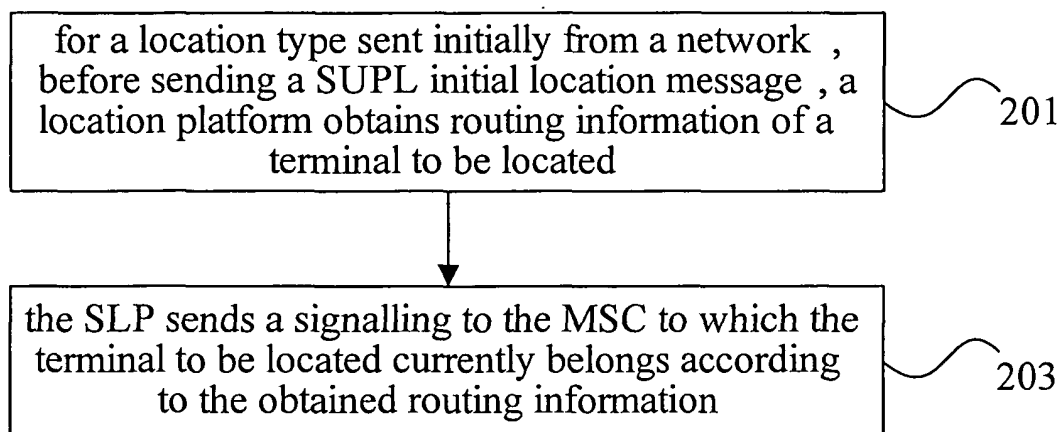 for a location type sent initially from a network ,
before sending a SUPL initial location message , a
location platform obtains routing information of a
terminal to be located
201
the SLP sends a signalling to the MSC to which the
terminal to be located currently belongs according
to the obtained routing information
203